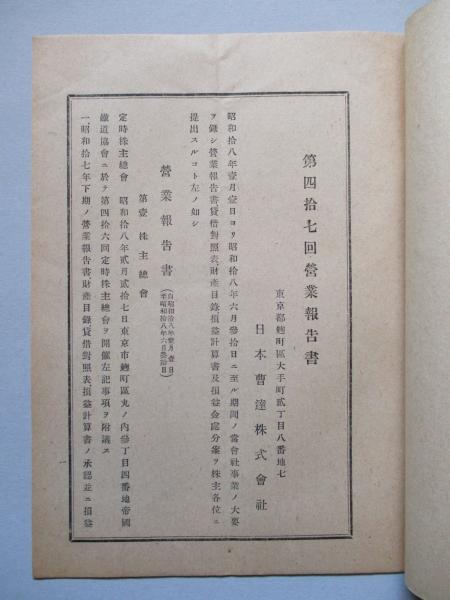 第四拾七回營業報告書
東京都麴町區大手町貳丁目八番地七
日本曹達株式會社
昭和拾八年壹月壹日ヨリ昭和拾八年六月參拾日ニ至ル期間ノ當會社事業ノ大要
ヲ錄シ營業報告書、貸借對照表、財產目錄、損益計算書及損益金處分案ヲ株主各位ニ
提出スルコト左ノ如シ
營業報告書
(自昭和拾八年壹月壹日
至昭和拾八年六月參拾日)
第壹 株主總會
定時株主總會 昭和拾八年貳月貳拾七日東京市麴町區丸ノ內參丁目四番地帝國
鐵道協會ニ於テ第四拾六回定時株主總會ヲ開催左記事項ヲ附議ス
一、昭和拾七年下期ノ營業報告書財產目錄貸借對照表損益計算書ノ承認並ニ損益
一